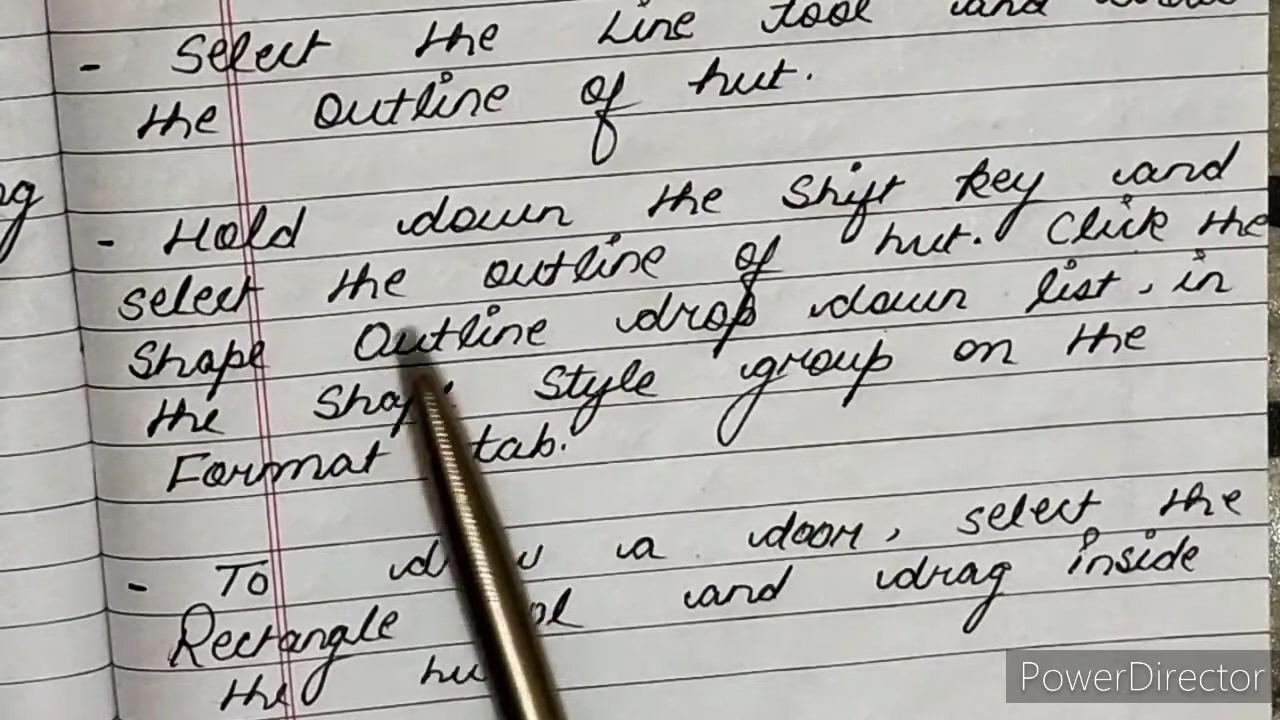 - Select the Line tool and
the Outline of hut.
- Hold down the Shift key and
select the outline of hut. Click the
Shape Outline drop down list, in
the Style group on the
Format tab.
- To a door, select the
Rectangle and drag inside
the
PowerDirector